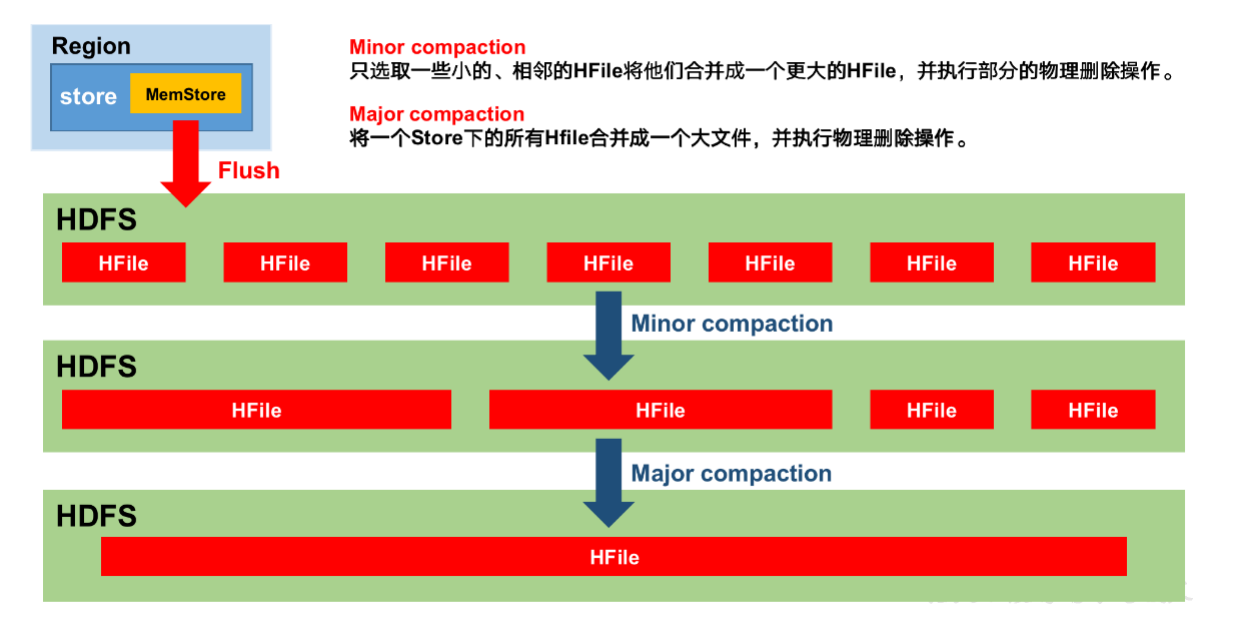 Region
store
MemStore
Flush
Minor compaction
只选取一些小的、相邻的HFile将他们合并成一个更大的HFile，并执行部分的物理删除操作。
Major compaction
将一个Store下的所有Hfile合并成一个大文件，并执行物理删除操作。
HDFS
HFile HFile HFile HFile HFile HFile HFile
Minor compaction
HDFS
HFile HFile HFile HFile
Major compaction
HDFS
HFile